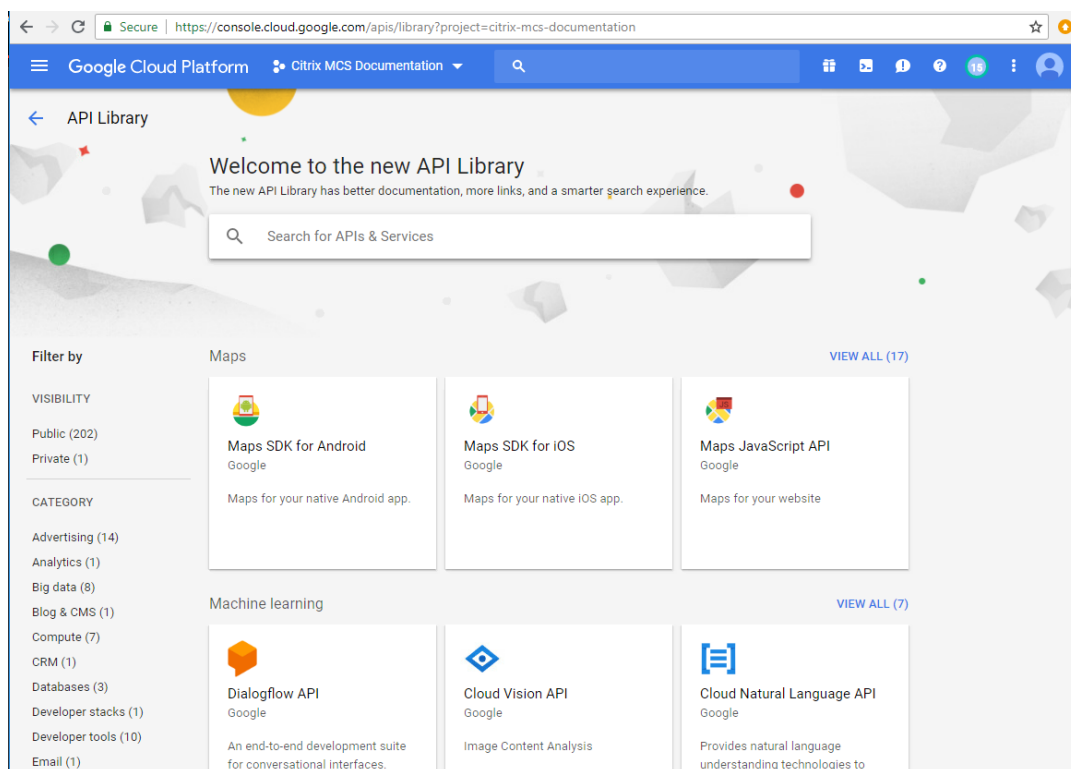 Secure | https://console.cloud.google.com/apis/library?project=citrix-mcs-documentation
Google Cloud Platform Citrix MCS Documentation 15
API Library
Welcome to the new API Library
The new API Library has better documentation, more links, and a smarter search experience.
Search for APIs & Services
Filter by
VISIBILITY
Public (202)
Private (1)
CATEGORY
Advertising (14)
Analytics (1)
Big data (8)
Blog & CMS (1)
Compute (7)
CRM (1)
Databases (3)
Developer stacks (1)
Developer tools (10)
Email (1)
Maps VIEW ALL (17)
Maps SDK for Android
Google
Maps for your native Android app.
Maps SDK for iOS
Google
Maps for your native iOS app.
Maps JavaScript API
Google
Maps for your website
Machine learning VIEW ALL (7)
Dialogflow API
Google
An end-to-end development suite
for conversational interfaces.
Cloud Vision API
Google
Image Content Analysis
Cloud Natural Language API
Google
Provides natural language
understanding technologies to